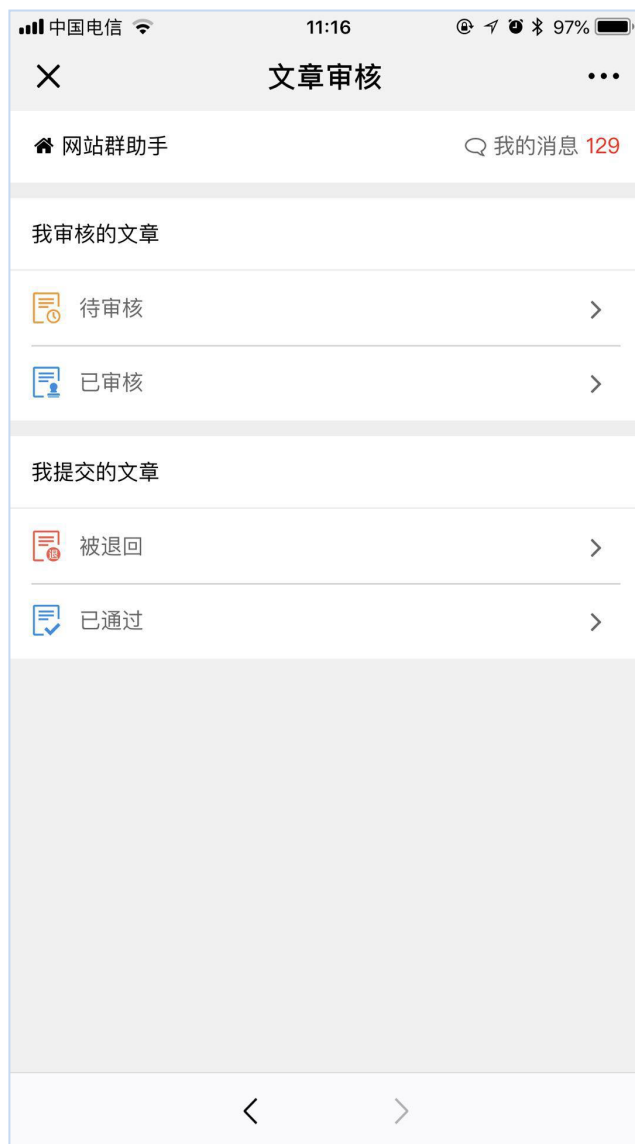 中国电信 11:16 97%
文章审核
网站群助手 我的消息 129
我审核的文章
待审核
已审核
我提交的文章
退
被退回
已通过